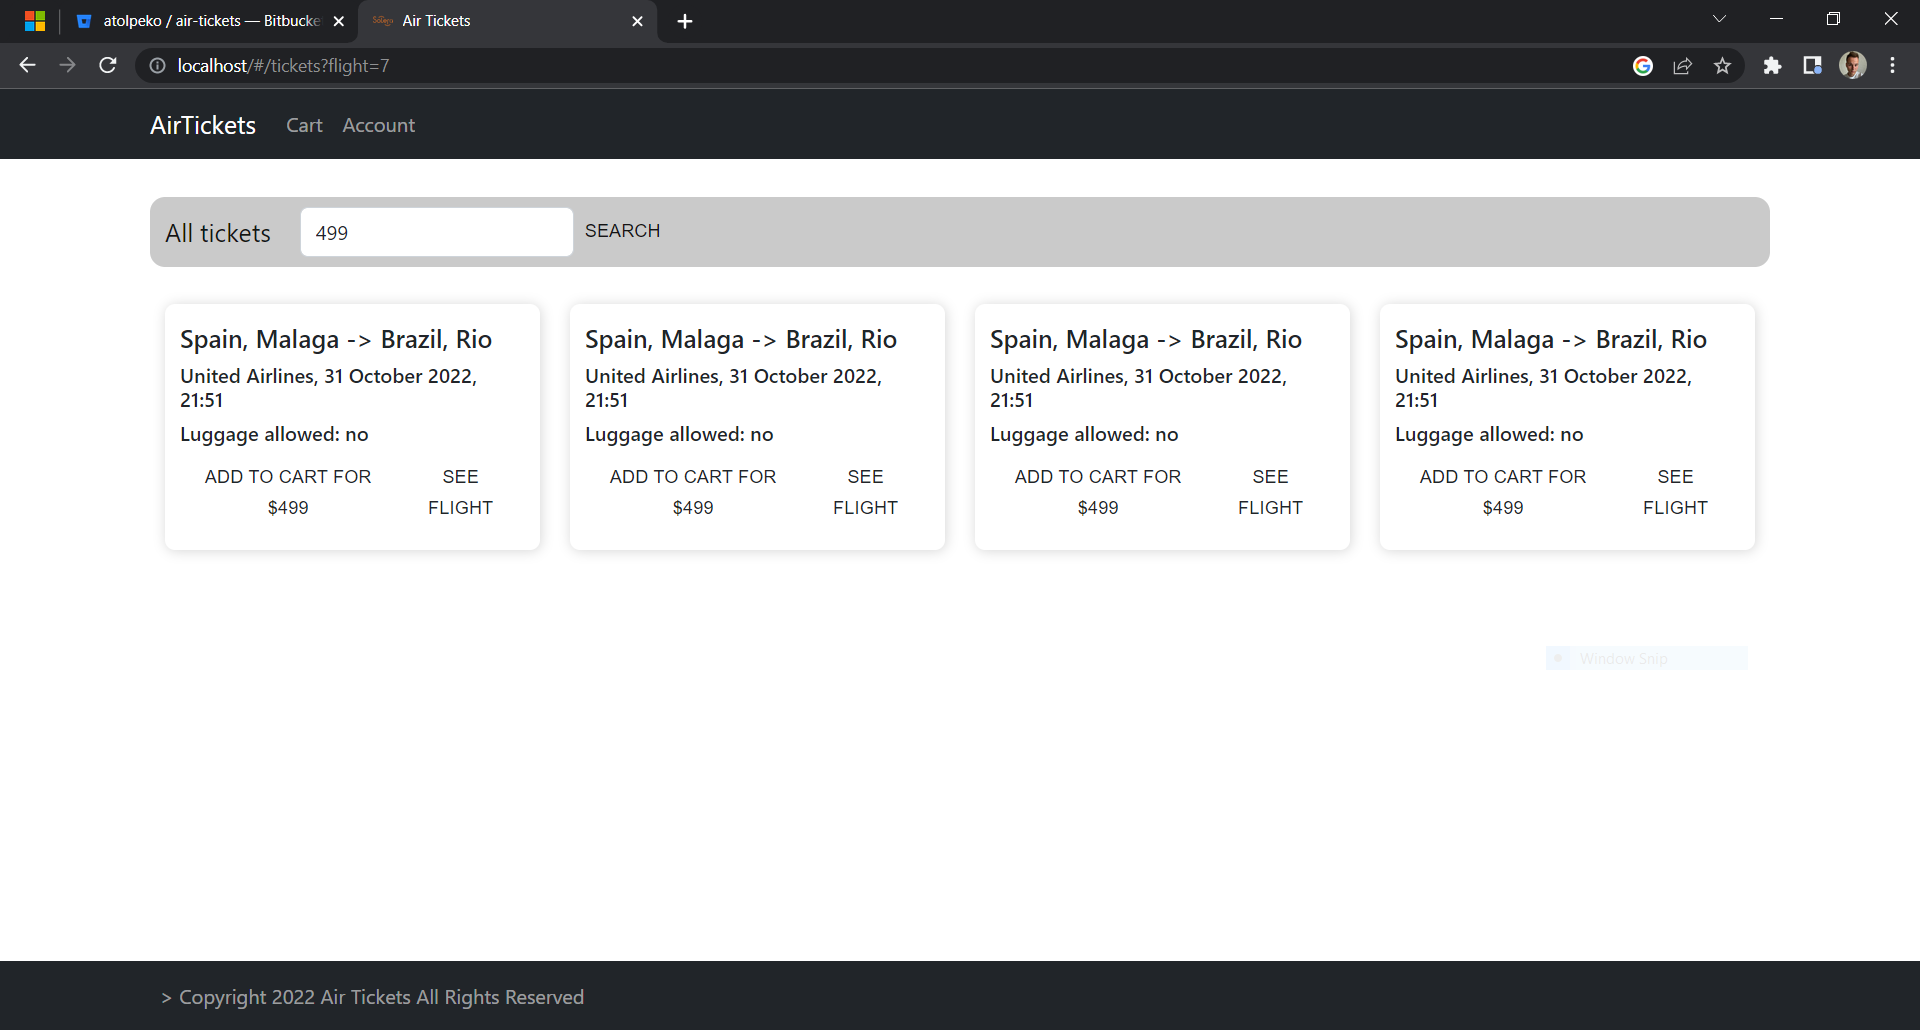 atolpeko / air-tickets — Bitbucke
Air Tickets
localhost/#/tickets?flight=7
AirTickets
Cart
Account
All tickets
499
SEARCH
Spain, Malaga -> Brazil, Rio
United Airlines, 31 October 2022,
21:51
Luggage allowed: no
ADD TO CART FOR
$499
SEE
FLIGHT
Spain, Malaga -> Brazil, Rio
United Airlines, 31 October 2022,
21:51
Luggage allowed: no
ADD TO CART FOR
$499
SEE
FLIGHT
Spain, Malaga -> Brazil, Rio
United Airlines, 31 October 2022,
21:51
Luggage allowed: no
ADD TO CART FOR
$499
SEE
FLIGHT
Spain, Malaga -> Brazil, Rio
United Airlines, 31 October 2022,
21:51
Luggage allowed: no
ADD TO CART FOR
$499
SEE
FLIGHT
Window Snip
> Copyright 2022 Air Tickets All Rights Reserved